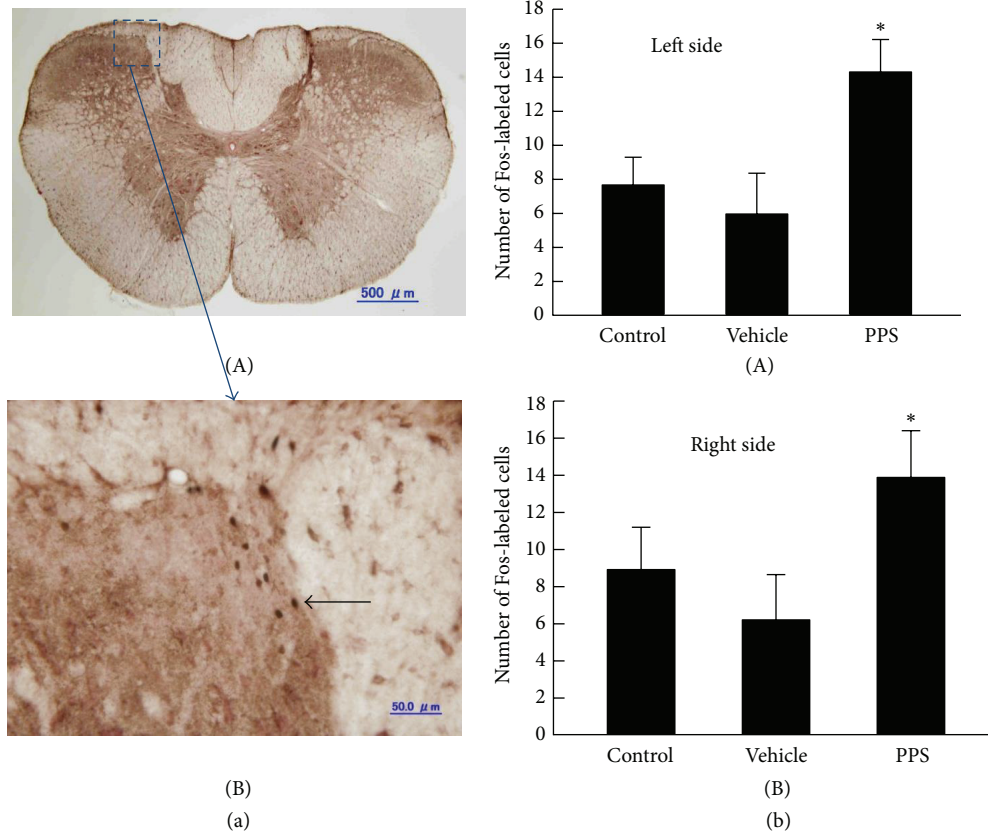 500 μm
(A)
50.0 μm
(B)
(a)
18
16
14
12
10
8
6
4
2
0
Number of Fos-labeled cells
Left side
*
Control Vehicle PPS
(A)
18
16
14
12
10
8
6
4
2
0
Number of Fos-labeled cells
Right side
*
Control Vehicle PPS
(B)
(b)